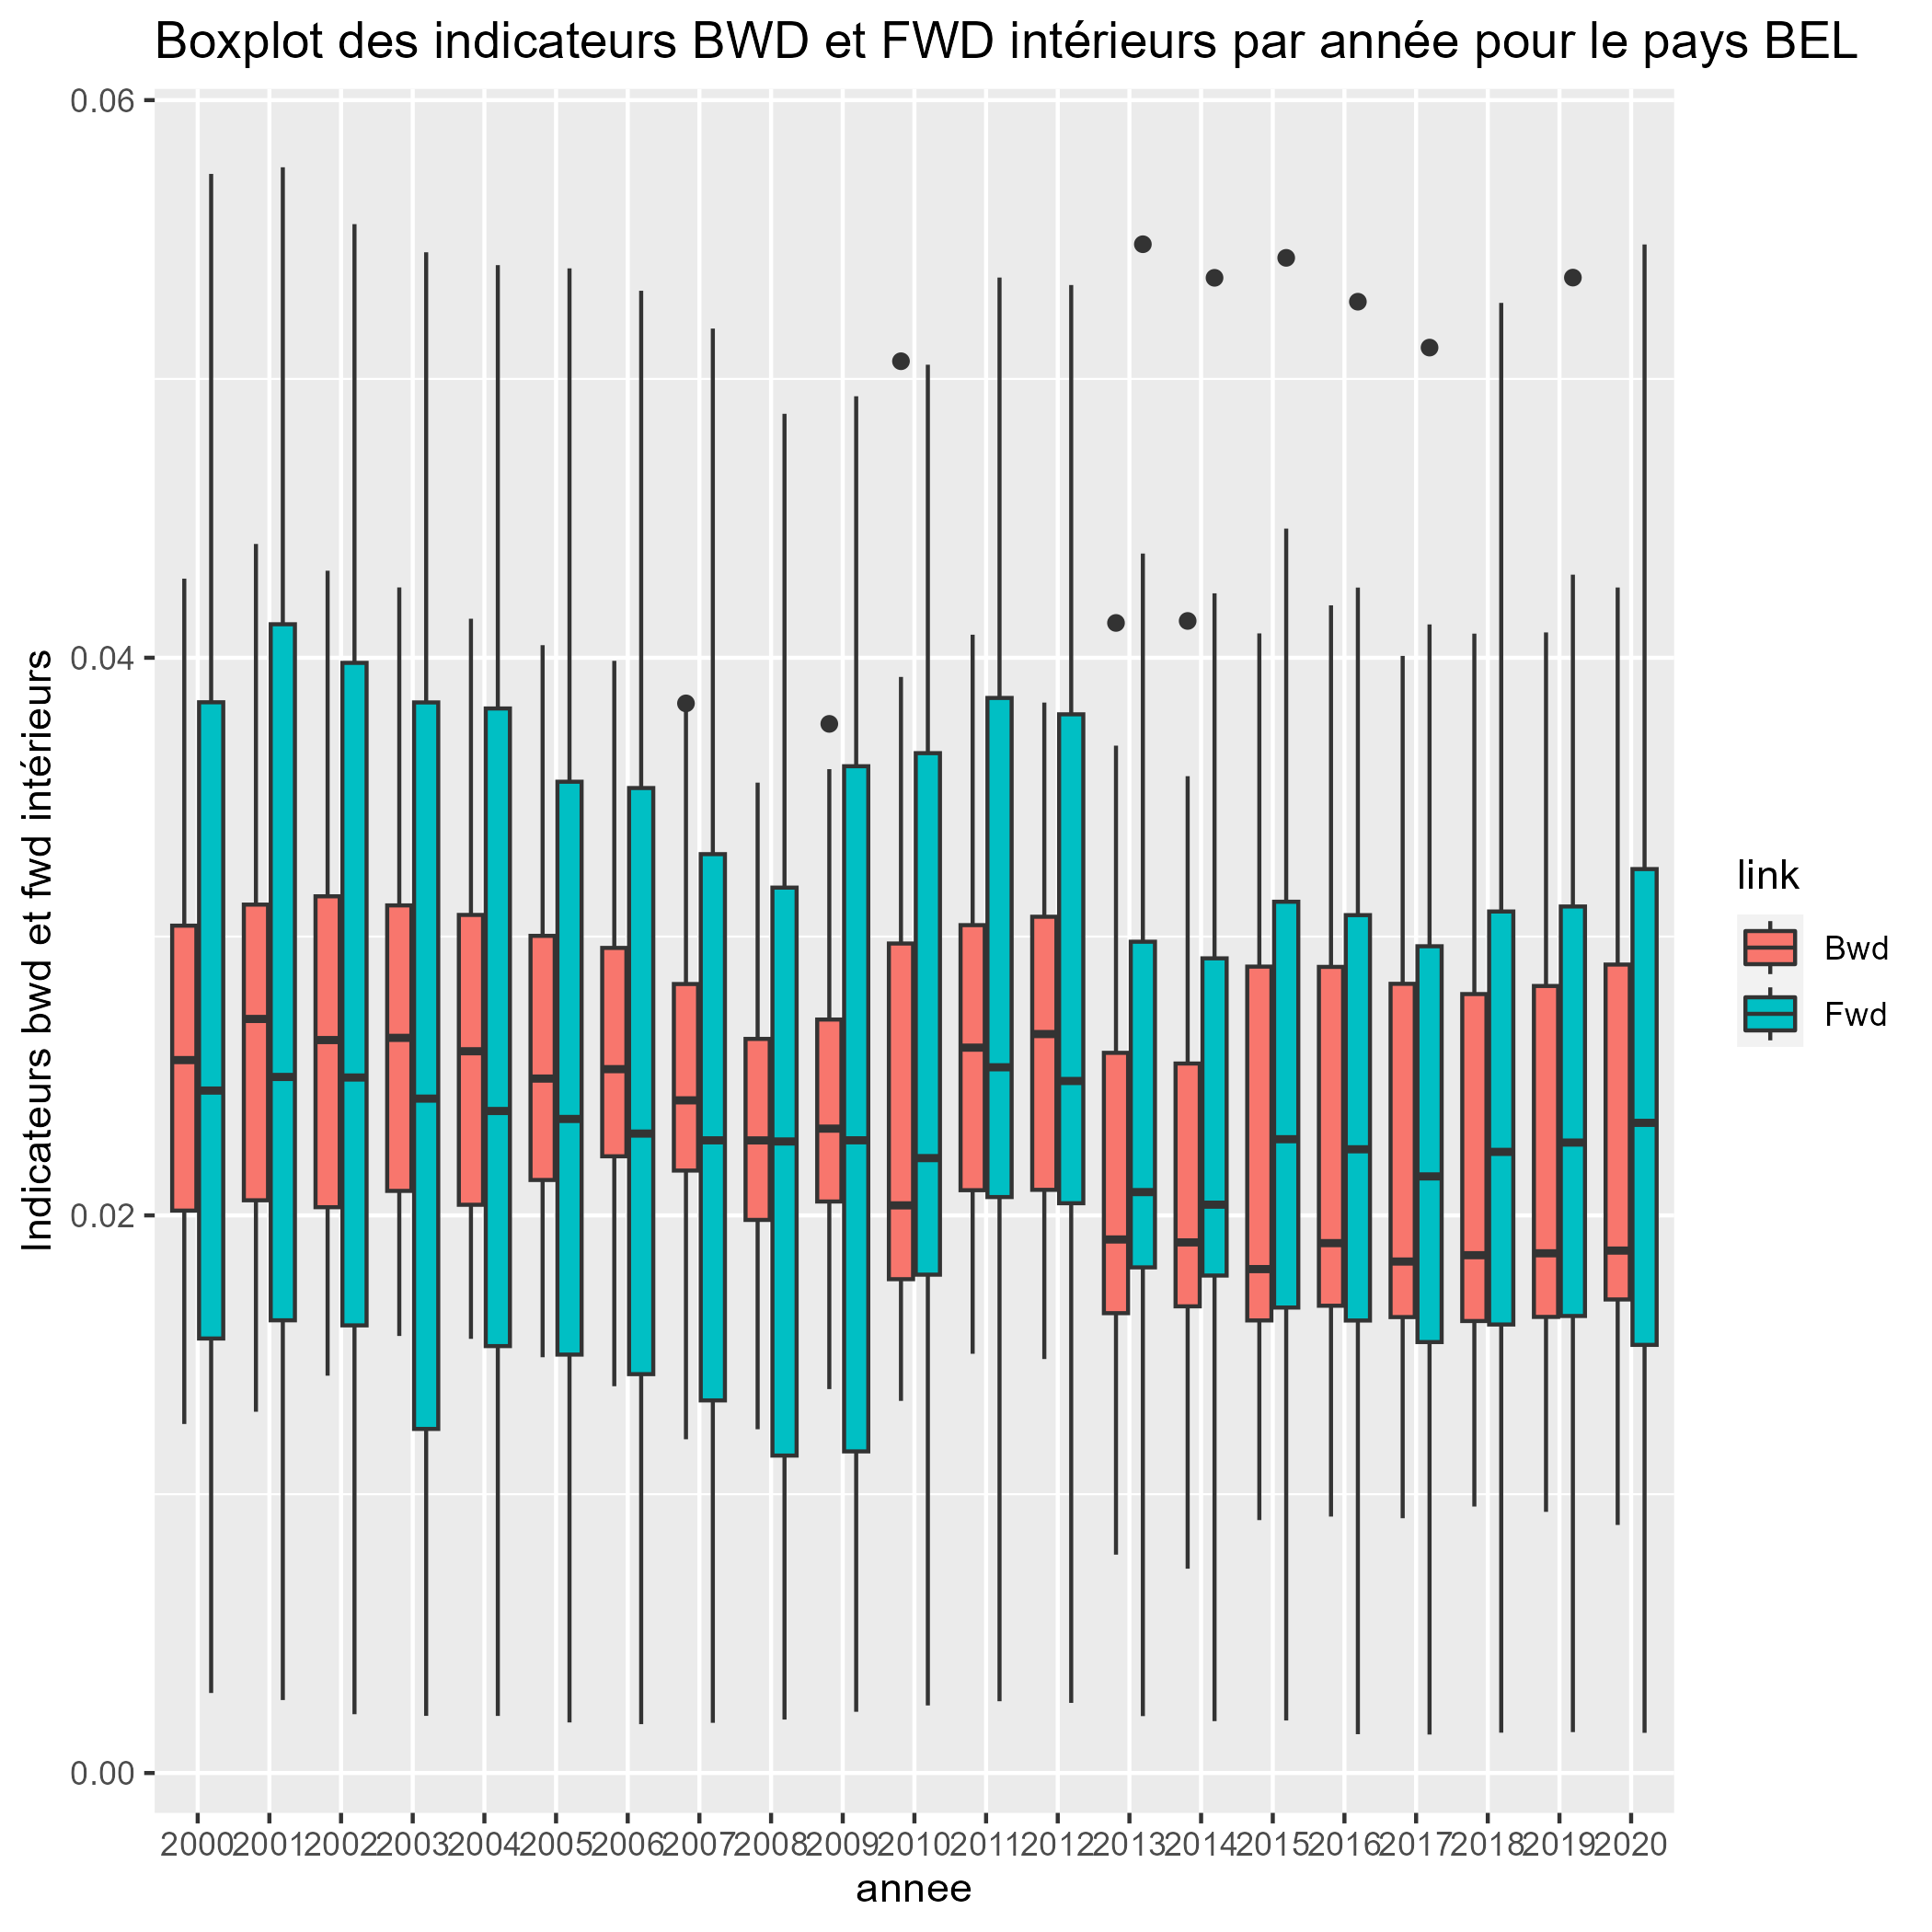 Boxplot des indicateurs BWD et FWD intérieurs par année pour le pays BEL
0.06
0.04
0.02
0.00
Indicateurs bwd et fwd intérieurs
2000 2001 2002 2003 2004 2005 2006 2007 2008 2009 2010 2011 2012 2013 2014 2015 2016 2017 2018 2019 2020
annee
link
Bwd
Fwd